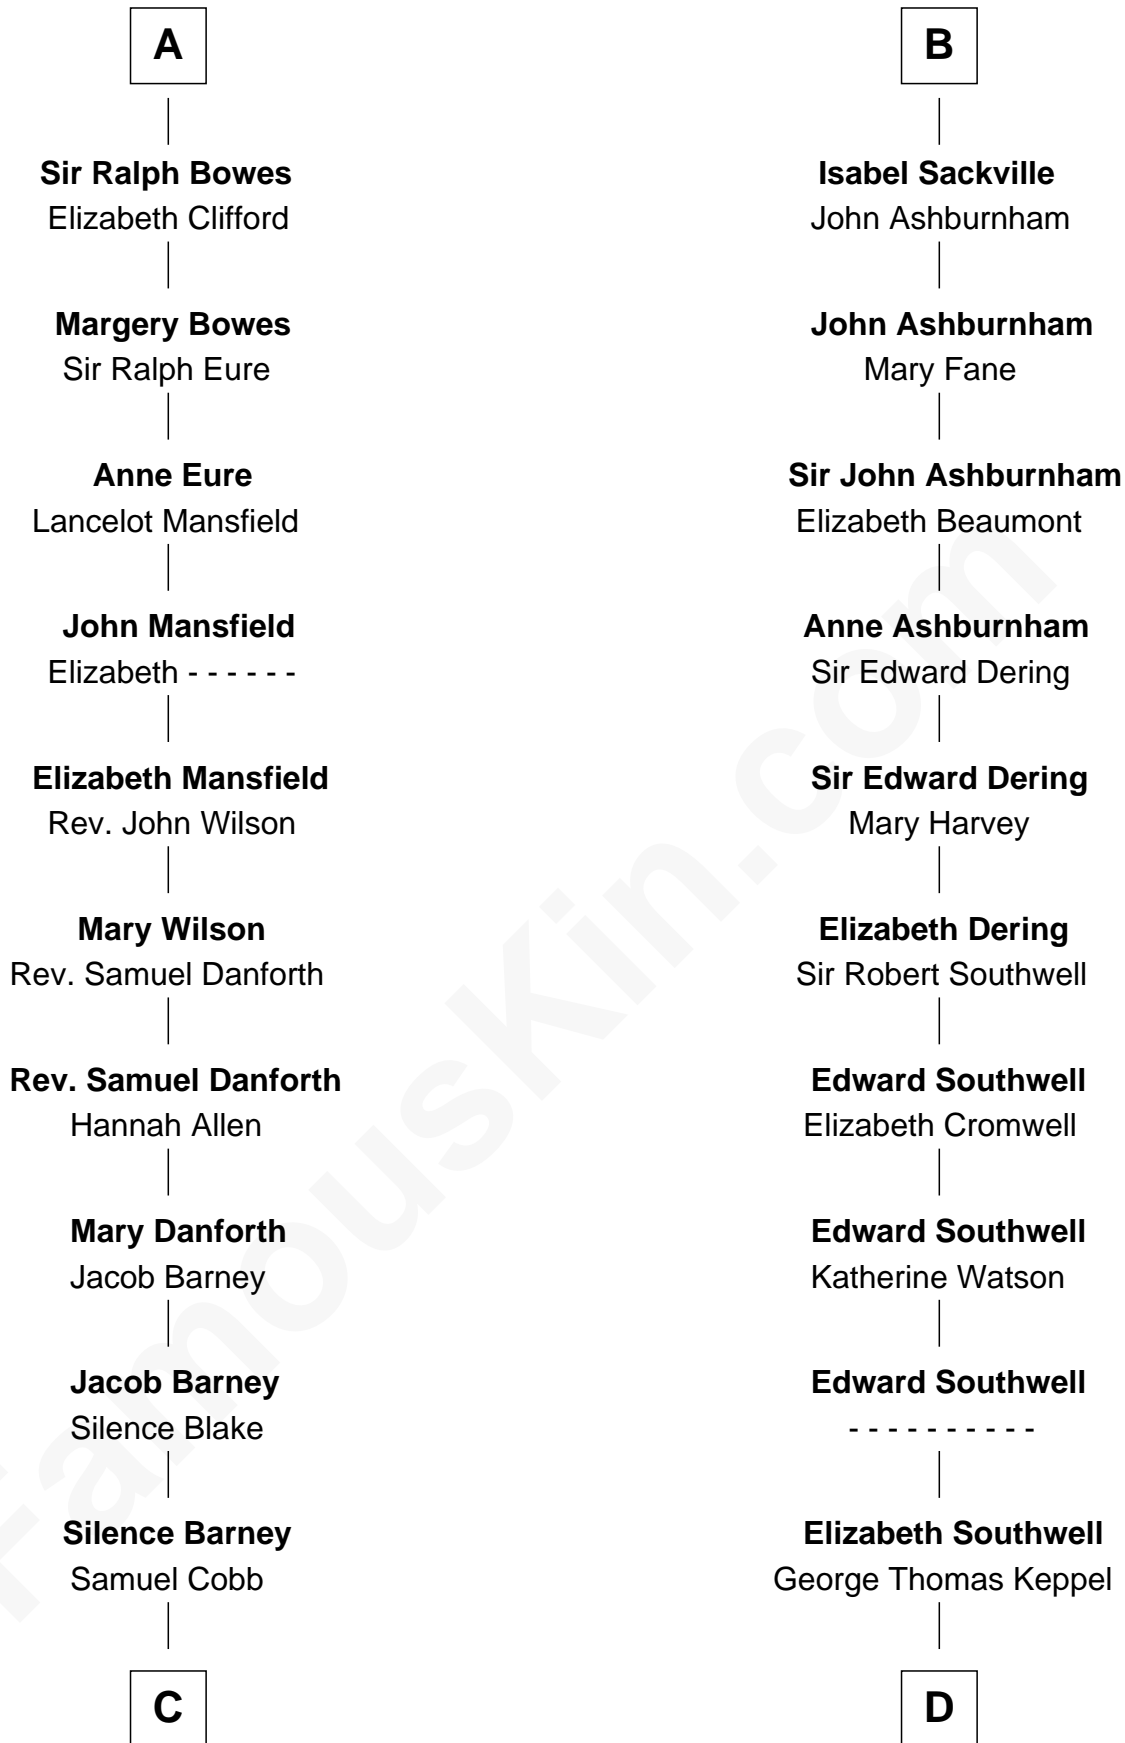 A
Sir Ralph Bowes
Elizabeth Clifford
Margery Bowes
Sir Ralph Eure
Anne Eure
Lancelot Mansfield
John Mansfield
Elizabeth - - - - - -
Elizabeth Mansfield
Rev. John Wilson
Mary Wilson
Rev. Samuel Danforth
Rev. Samuel Danforth
Hannah Allen
Mary Danforth
Jacob Barney
Jacob Barney
Silence Blake
Silence Barney
Samuel Cobb
C
B
Isabel Sackville
John Ashburnham
John Ashburnham
Mary Fane
Sir John Ashburnham
Elizabeth Beaumont
Anne Ashburnham
Sir Edward Dering
Sir Edward Dering
Mary Harvey
Elizabeth Dering
Sir Robert Southwell
Edward Southwell
Elizabeth Cromwell
Edward Southwell
Katherine Watson
Edward Southwell
- - - - - - - - - -
Elizabeth Southwell
George Thomas Keppel
D
FamousKin.com